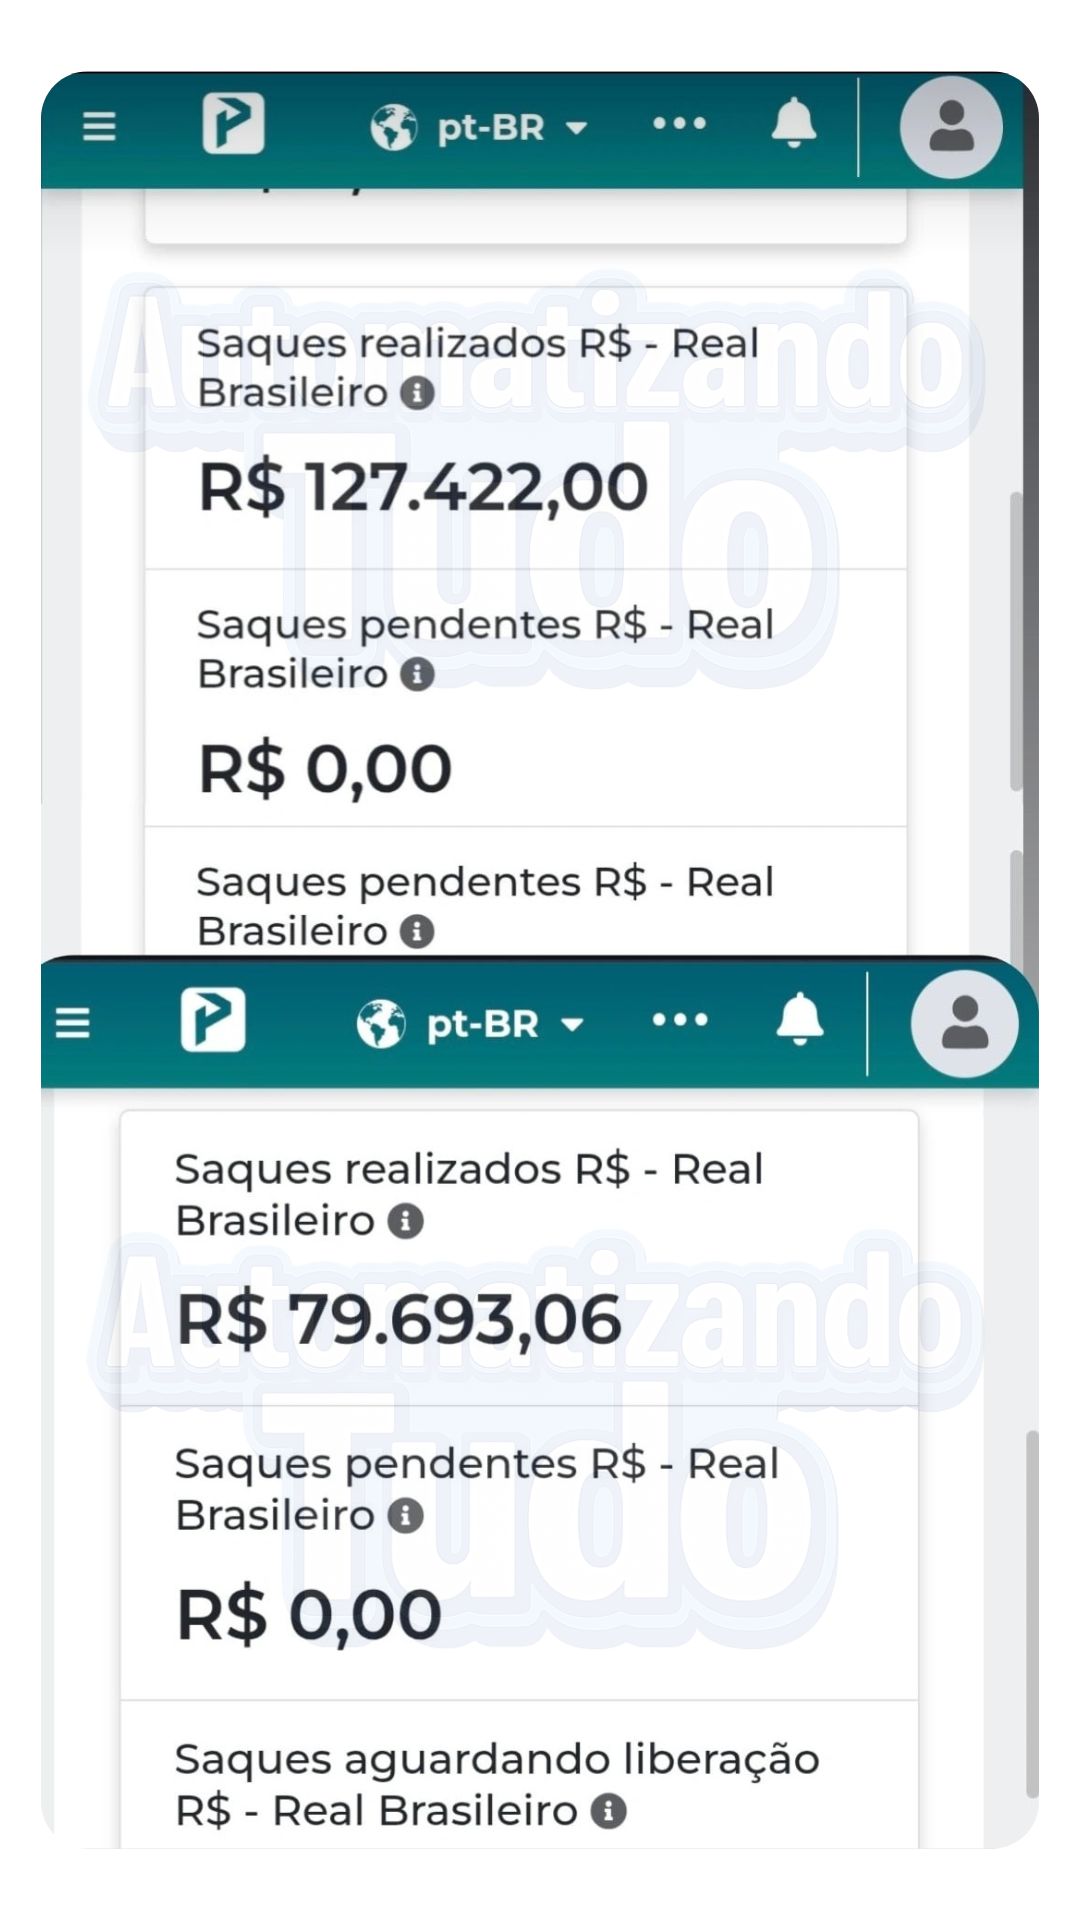 pt-BR
Automatizando
Tudo
Saques realizados R$ - Real
Brasileiro
R$ 127.422,00
Saques pendentes R$ - Real
Brasileiro
R$ 0,00
Saques pendentes R$ - Real
Brasileiro
pt-BR
Saques realizados R$ - Real
Brasileiro
Automatizando
Tudo
R$ 79.693,06
Saques pendentes R$ - Real
Brasileiro
R$ 0,00
Saques aguardando liberação
R$ - Real Brasileiro